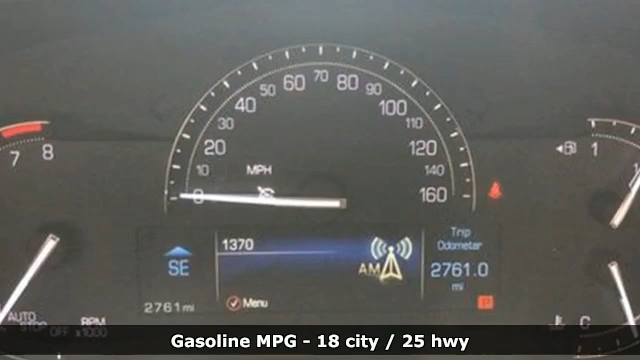 60 70 80
50 90
40 100
30 110
20 120
10 140
MPH
0 160
7 8
1
1370
AM
SE
Menu
2761 mi
Trip
Odometer
2761.0
mi
P
AUTO
STOP OFF
RPM
x1000
C
Gasoline MPG - 18 city / 25 hwy